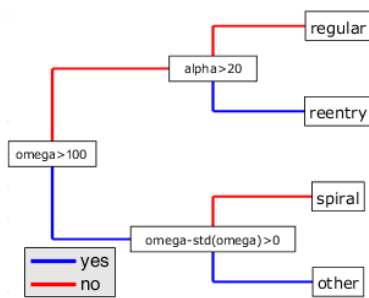 regular
alpha>20
reentry
omega>100
spiral
omega-std(omega)>0
yes
no
other